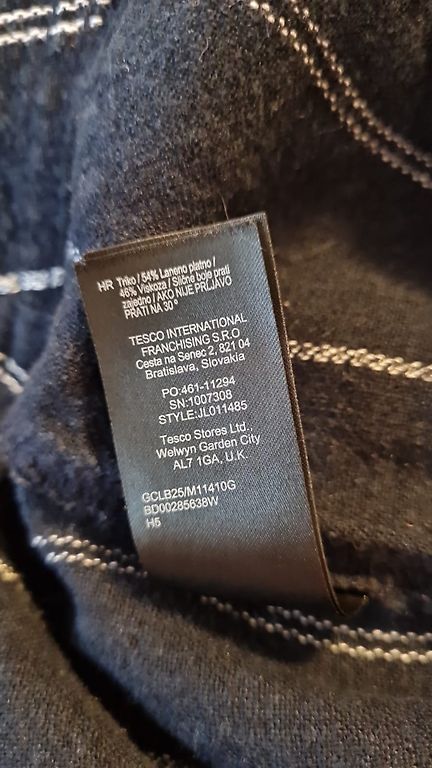 HR Triko / 54% Laneno platno /
46% Viskoza / Slične boje prati
zajedno / AKO NIJE PRLJAVO
PRATI NA 30°
TESCO INTERNATIONAL
FRANCHISING S.R.O
Cesta na Senec 2, 821 04
Bratislava, Slovakia
PO:461-11294
SN:1007308
STYLE:JL011485
Tesco Stores Ltd.,
Welwyn Garden City
AL7 1GA, U.K.
GCLB25/M11410G
BD00285638W
H5